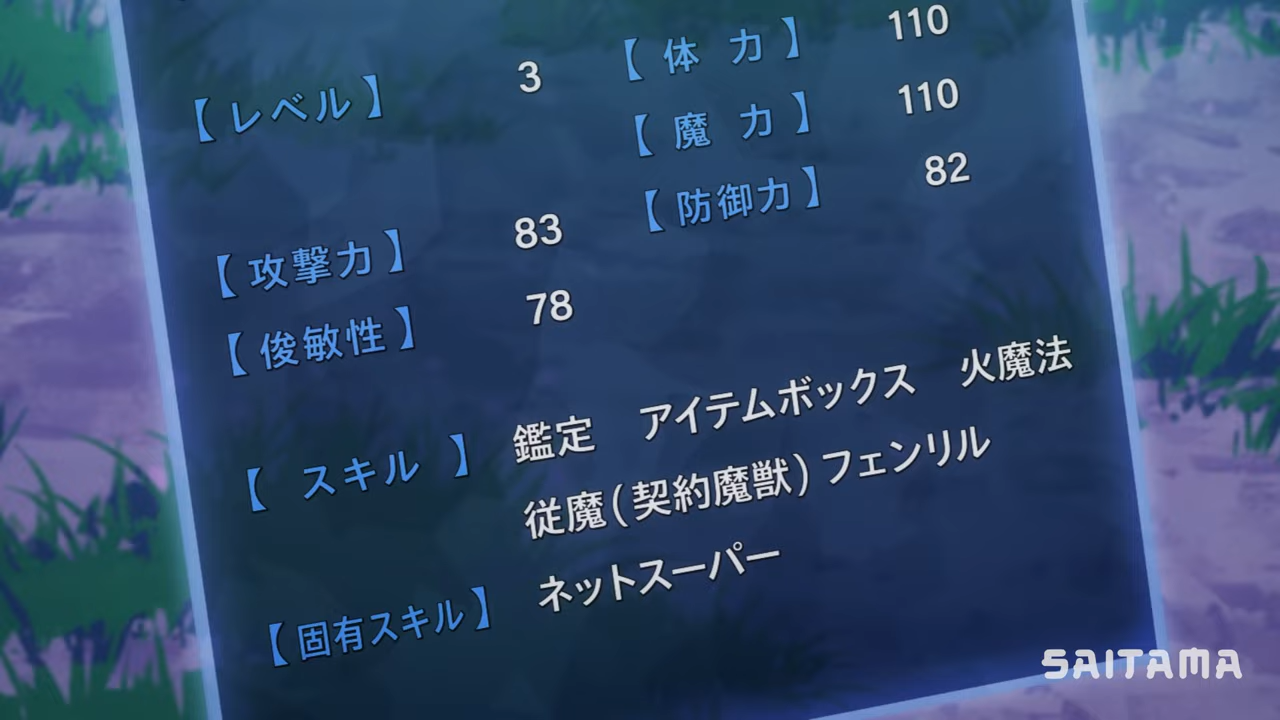 【レベル】 3 【体 力】 110
【魔 力】 110
【攻撃力】 83 【防御力】 82
【俊敏性】 78
【 スキル 】 鑑定 アイテムボックス 火魔法
従魔(契約魔獣)フェンリル
【固有スキル】 ネットスーパー
SAITAMA